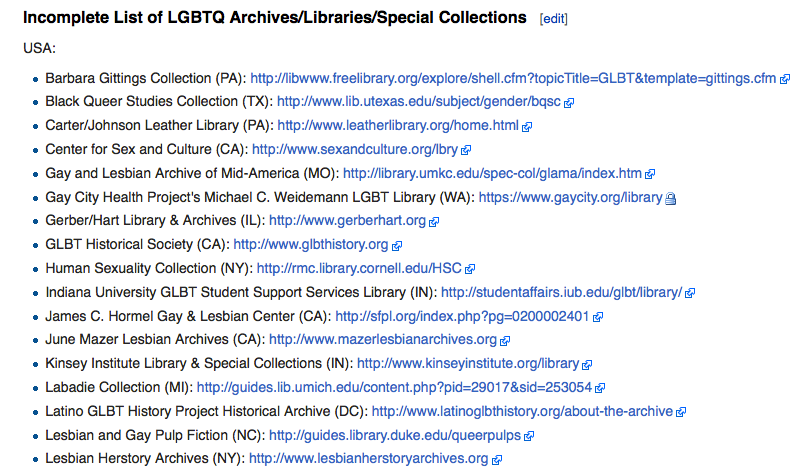 Incomplete List of LGBTQ Archives/Libraries/Special Collections [edit]
USA:
Barbara Gittings Collection (PA): http://libwww.freelibrary.org/explore/shell.cfm?topicTitle=GLBT&template=gittings.cfm
Black Queer Studies Collection (TX): http://www.lib.utexas.edu/subject/gender/bqsc
Carter/Johnson Leather Library (PA): http://www.leatherlibrary.org/home.html
Center for Sex and Culture (CA): http://www.sexandculture.org/lbry
Gay and Lesbian Archive of Mid-America (MO): http://library.umkc.edu/spec-col/glama/index.htm
Gay City Health Project's Michael C. Weidemann LGBT Library (WA): https://www.gaycity.org/library
Gerber/Hart Library & Archives (IL): http://www.gerberhart.org
GLBT Historical Society (CA): http://www.glbthistory.org
Human Sexuality Collection (NY): http://rmc.library.cornell.edu/HSC
Indiana University GLBT Student Support Services Library (IN): http://studentaffairs.iub.edu/glbt/library/
James C. Hormel Gay & Lesbian Center (CA): http://sfpl.org/index.php?pg=0200002401
June Mazer Lesbian Archives (CA): http://www.mazerlesbianarchives.org
Kinsey Institute Library & Special Collections (IN): http://www.kinseyinstitute.org/library
Labadie Collection (MI): http://guides.lib.umich.edu/content.php?pid=29017&sid=253054
Latino GLBT History Project Historical Archive (DC): http://www.latinoglbthistory.org/about-the-archive
Lesbian and Gay Pulp Fiction (NC): http://guides.library.duke.edu/queerpulps
Lesbian Herstory Archives (NY): http://www.lesbianherstoryarchives.org